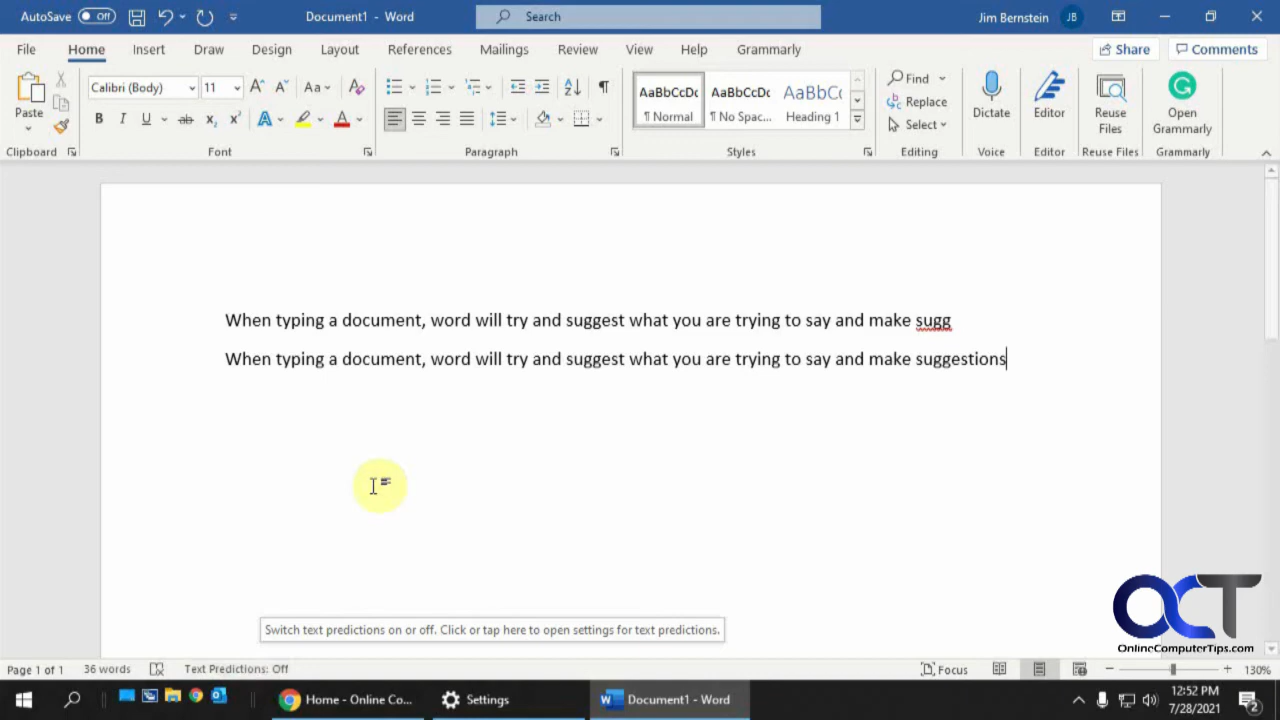 AutoSave Off Document1 - Word Search Jim Bernstein JB
File Home Insert Draw Design Layout References Mailings Review View Help Grammarly Share Comments
Paste Calibri (Body) 11 Aa AaBbCcDc AaBbCcDc AaBbC Find Replace Select Dictate Editor Reuse Files Open Grammarly
¶ Normal ¶ No Spac... Heading 1
Clipboard Font Paragraph Styles Editing Voice Editor Reuse Files Grammarly
When typing a document, word will try and suggest what you are trying to say and make sugg
When typing a document, word will try and suggest what you are trying to say and make suggestions
Switch text predictions on or off. Click or tap here to open settings for text predictions.
OCT
OnlineComputerTips.com
Page 1 of 1 36 words Text Predictions: Off Focus 130%
Home - Online Co... Settings Document1 - Word 12:52 PM
7/28/2021 2